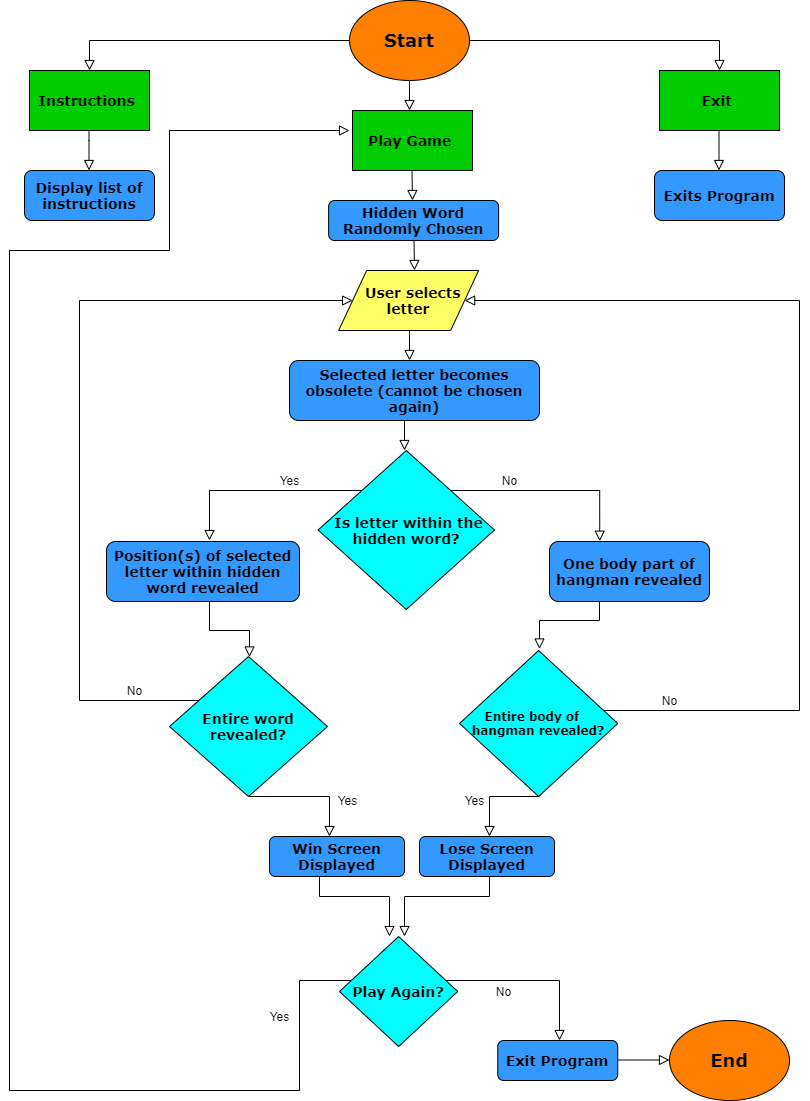 Start
Instructions
Play Game
Exit
Display list of
instructions
Exits Program
Hidden Word
Randomly Chosen
User selects
letter
Selected letter becomes
obsolete (cannot be chosen
again)
Yes
No
Is letter within the
hidden word?
Position(s) of selected
letter within hidden
word revealed
One body part of
hangman revealed
No
Entire word
revealed?
Entire body of
hangman revealed?
No
Yes
Yes
Win Screen
Displayed
Lose Screen
Displayed
Play Again?
Yes
No
Exit Program
End